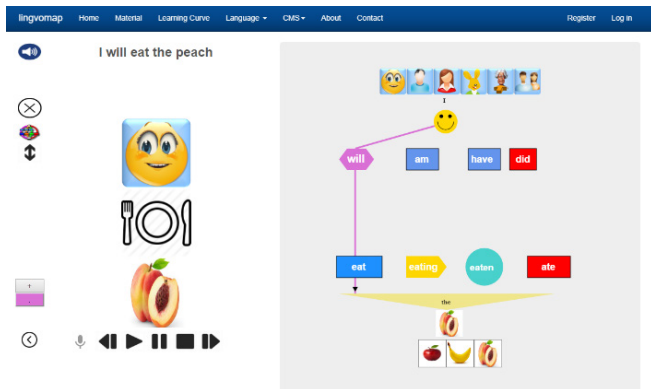 lingvomap Home Material Learning Curve Language CMS About Contact Register Log in
I will eat the peach
I
will am have did
eat eating eaten ate
the
+
-